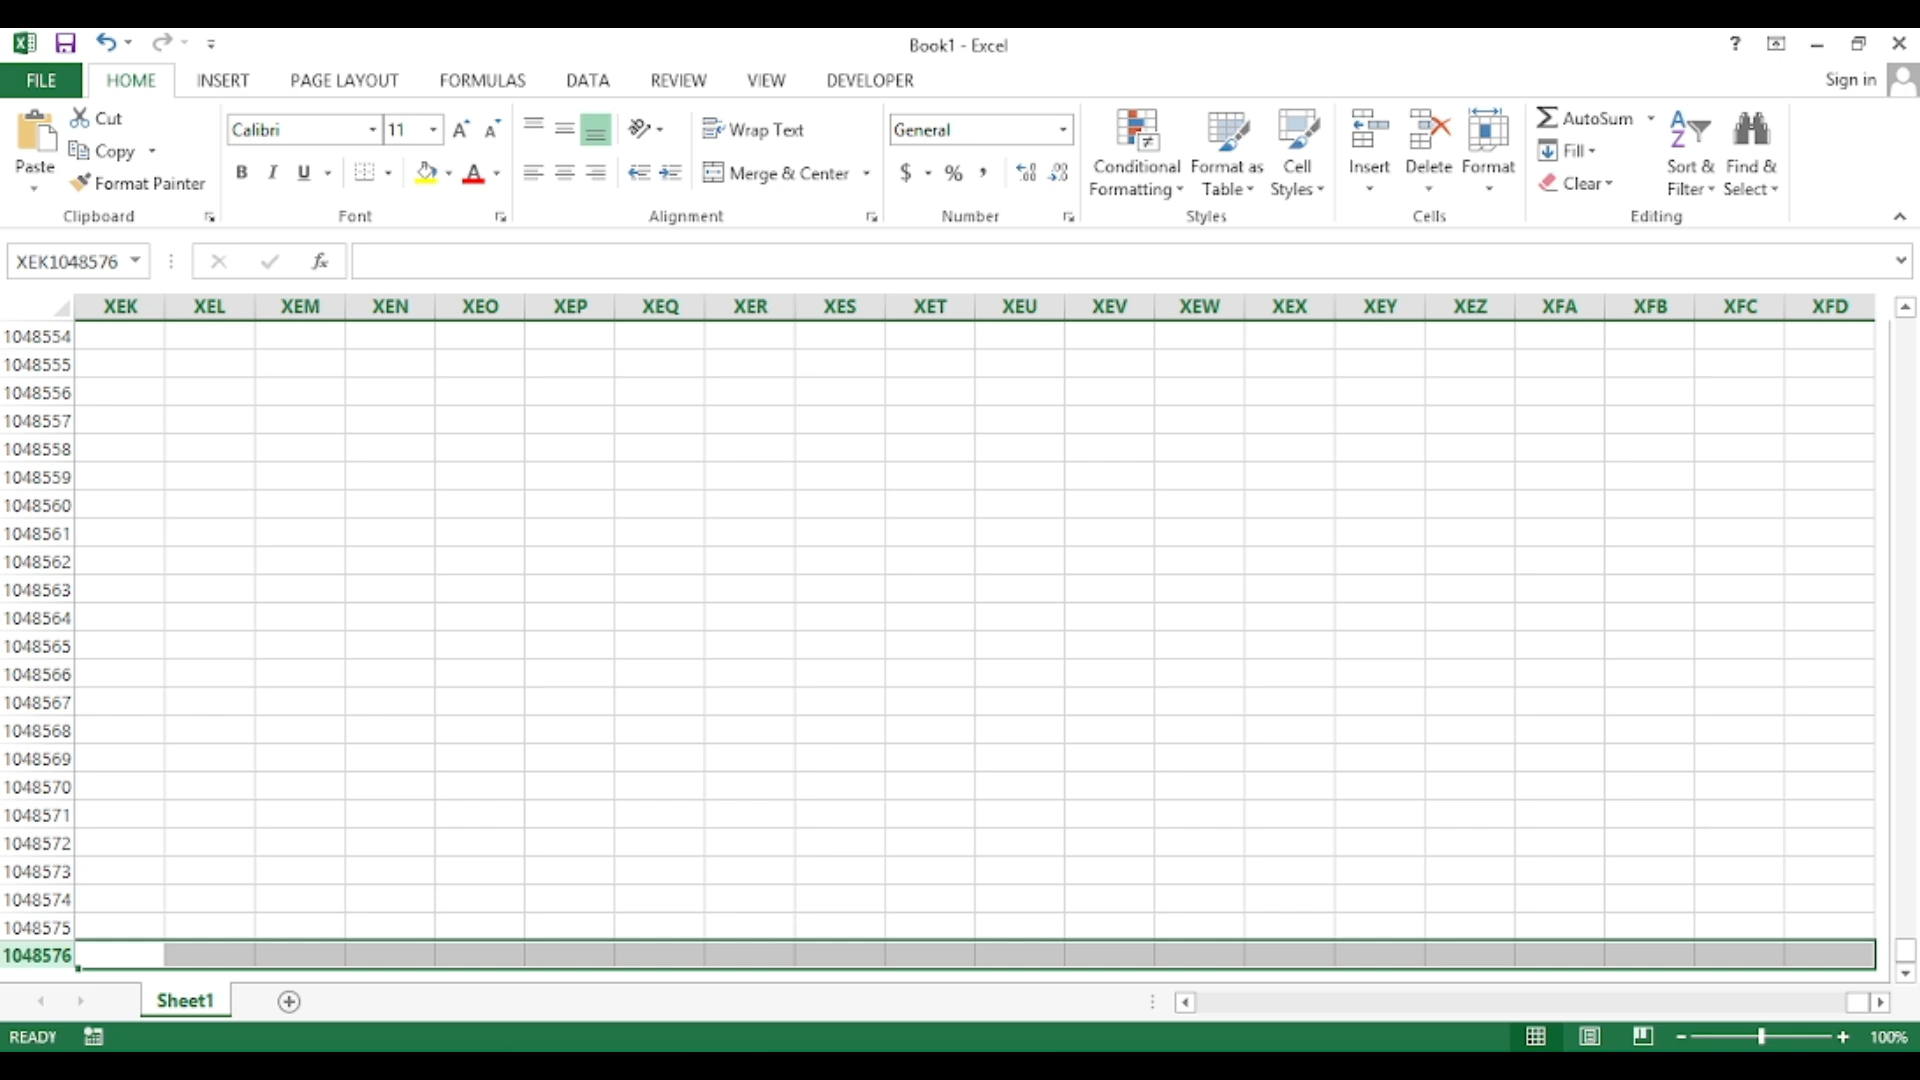 Book1 - Excel
?
FILE HOME INSERT PAGE LAYOUT FORMULAS DATA REVIEW VIEW DEVELOPER Sign in
Paste
Cut
Copy
Format Painter
Clipboard
Calibri 11
B I U
Font
Wrap Text
Merge & Center
Alignment
General
$ %
Number
Conditional Formatting
Format as Table
Cell Styles
Styles
Insert
Delete
Format
Cells
AutoSum
Fill
Clear
Sort & Filter
Find & Select
Editing
XEK1048576 fx
XEK XEL XEM XEN XEO XEP XEQ XER XES XET XEU XEV XEW XEX XEY XEZ XFA XFB XFC XFD
1048554
1048555
1048556
1048557
1048558
1048559
1048560
1048561
1048562
1048563
1048564
1048565
1048566
1048567
1048568
1048569
1048570
1048571
1048572
1048573
1048574
1048575
1048576
Sheet1
READY 100%